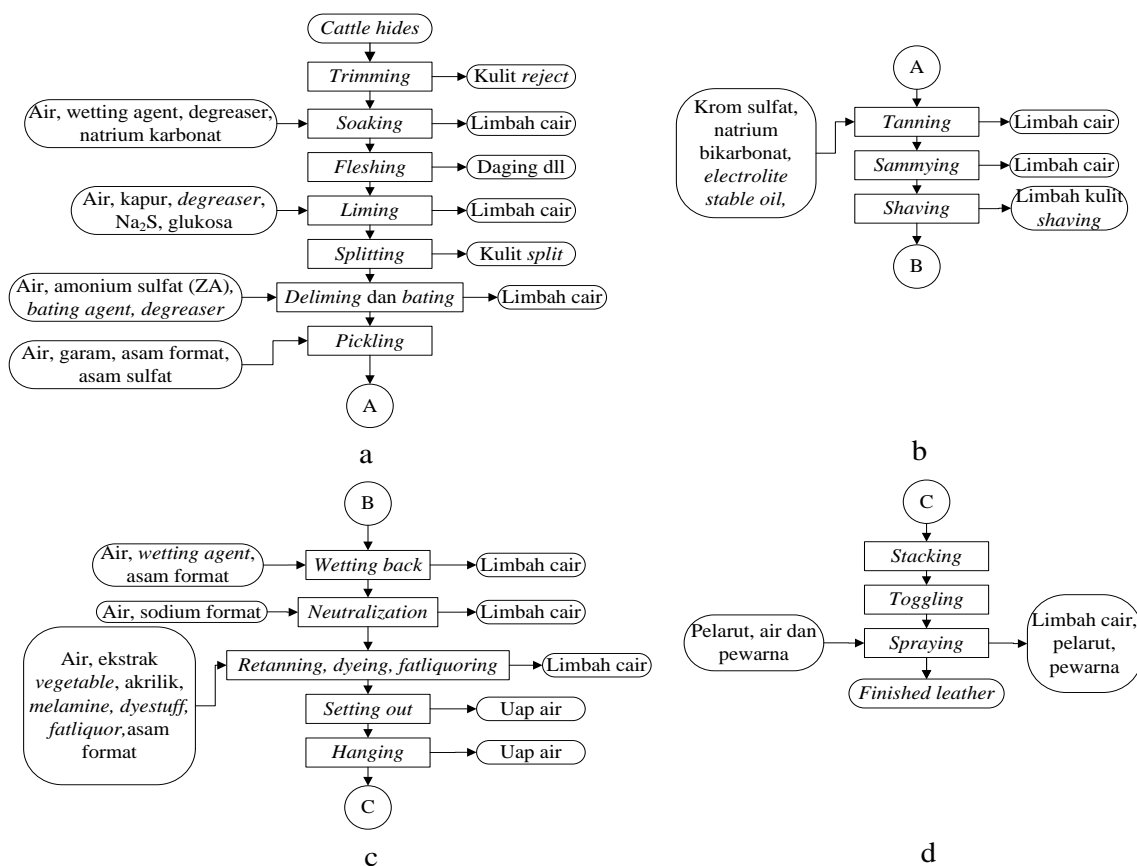 Cattle hides
Trimming
Kulit reject
Air, wetting agent, degreaser,
natrium karbonat
Soaking
Limbah cair
Fleshing
Daging dll
Air, kapur, degreaser,
Na₂S, glukosa
Liming
Limbah cair
Splitting
Kulit split
Air, amonium sulfat (ZA),
bating agent, degreaser
Deliming dan bating
Limbah cair
Air, garam, asam format,
asam sulfat
Pickling
A
a
A
Krom sulfat,
natrium
bikarbonat,
electrolite
stable oil,
Tanning
Limbah cair
Sammying
Limbah cair
Shaving
Limbah kulit
shaving
B
b
B
Air, wetting agent,
asam format
Wetting back
Limbah cair
Air, sodium format
Neutralization
Limbah cair
Air, ekstrak
vegetable, akrilik,
melamine, dyestuff,
fatliquor,asam
format
Retanning, dyeing, fatliquoring
Limbah cair
Setting out
Uap air
Hanging
Uap air
C
c
C
Stacking
Toggling
Pelarut, air dan
pewarna
Spraying
Limbah cair,
pelarut,
pewarna
Finished leather
d